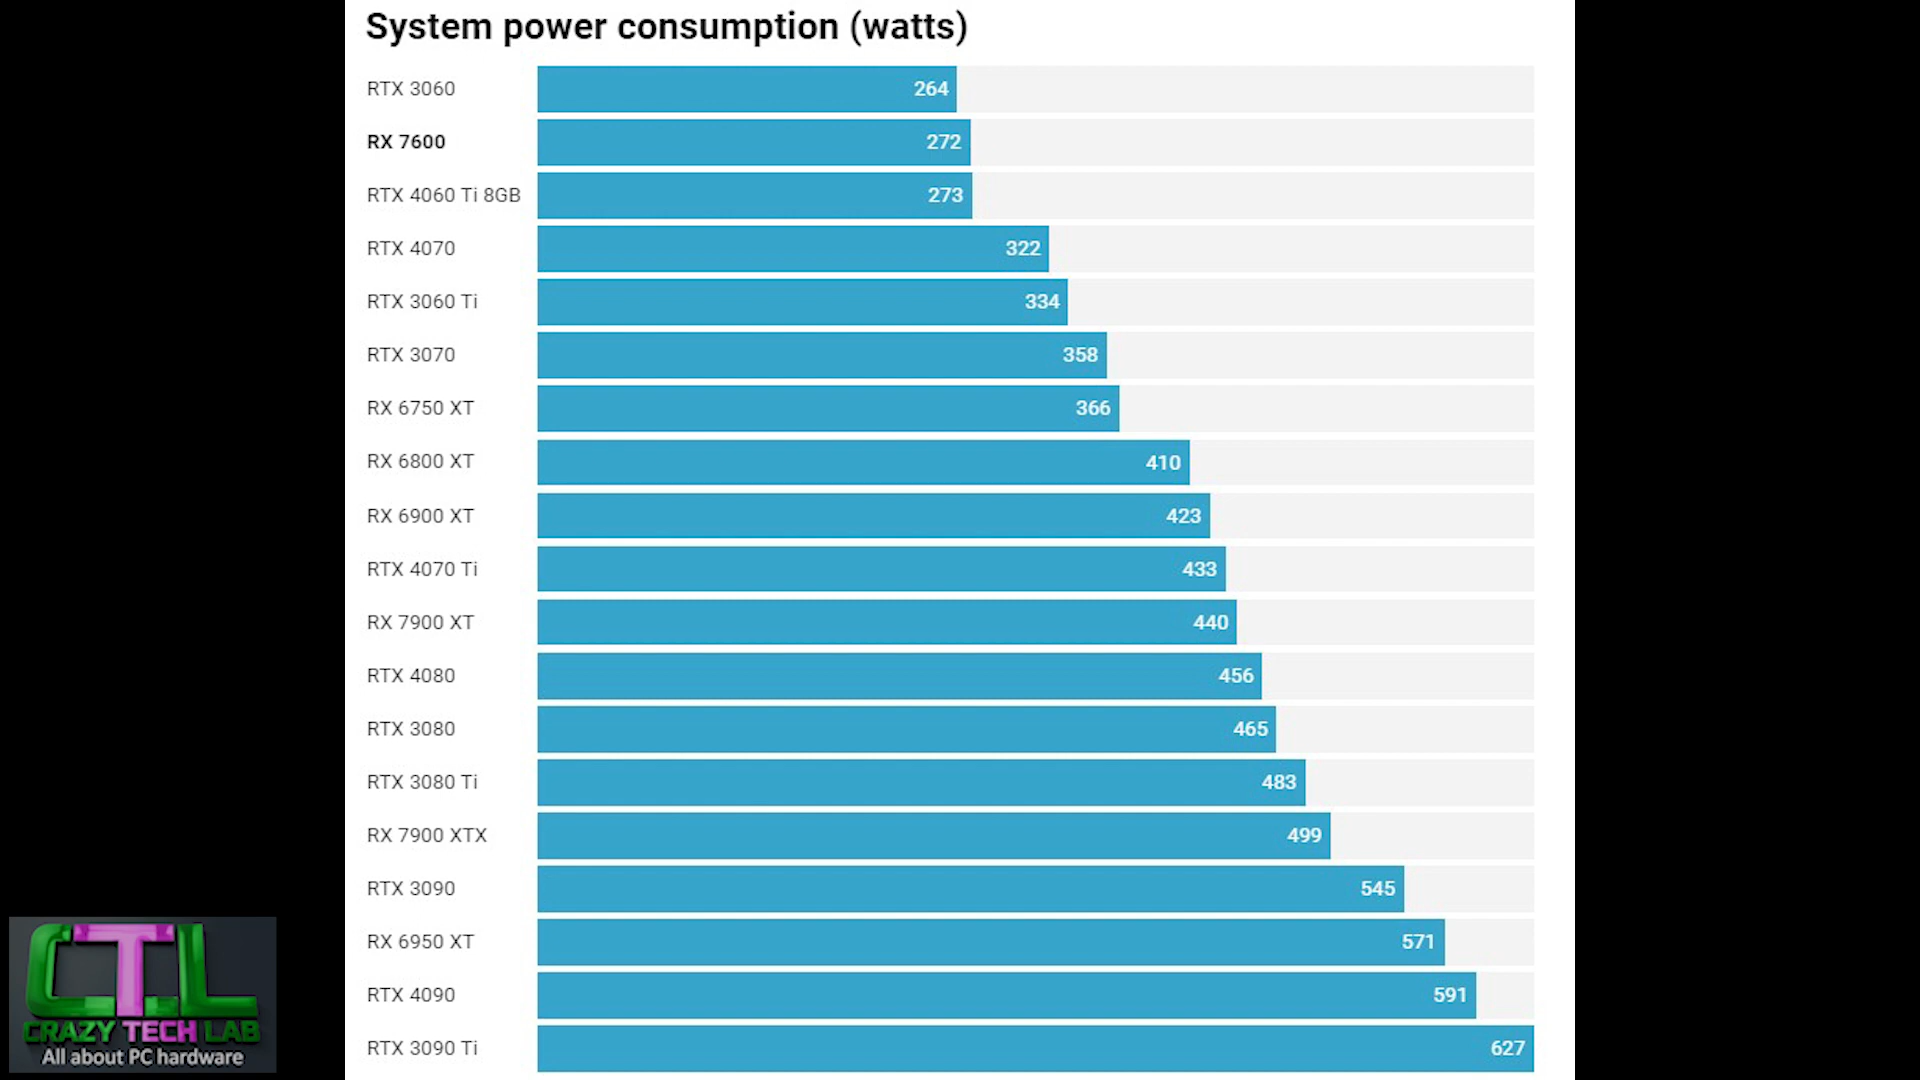 System power consumption (watts)
RTX 3060 264
RX 7600 272
RTX 4060 Ti 8GB 273
RTX 4070 322
RTX 3060 Ti 334
RTX 3070 358
RX 6750 XT 366
RX 6800 XT 410
RX 6900 XT 423
RTX 4070 Ti 433
RX 7900 XT 440
RTX 4080 456
RTX 3080 465
RTX 3080 Ti 483
RX 7900 XTX 499
RTX 3090 545
RX 6950 XT 571
RTX 4090 591
RTX 3090 Ti 627
CTL
CRAZY TECH LAB
All about PC hardware